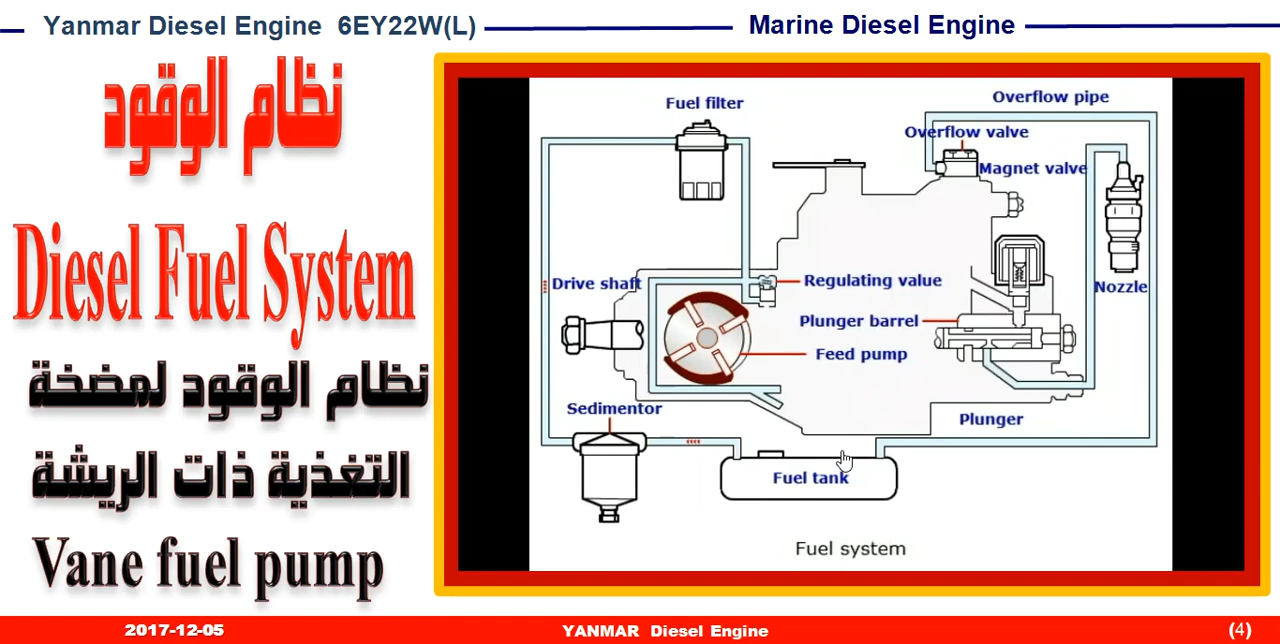 Yanmar Diesel Engine 6EY22W(L)
Marine Diesel Engine
نظام الوقود
Diesel Fuel System
نظام الوقود لمضخة
التغذية ذات الريشة
Vane fuel pump
Fuel filter
Overflow pipe
Overflow valve
Magnet valve
Drive shaft
Regulating value
Nozzle
Plunger barrel
Feed pump
Sedimentor
Plunger
Fuel tank
Fuel system
2017-12-05
YANMAR Diesel Engine
(4)